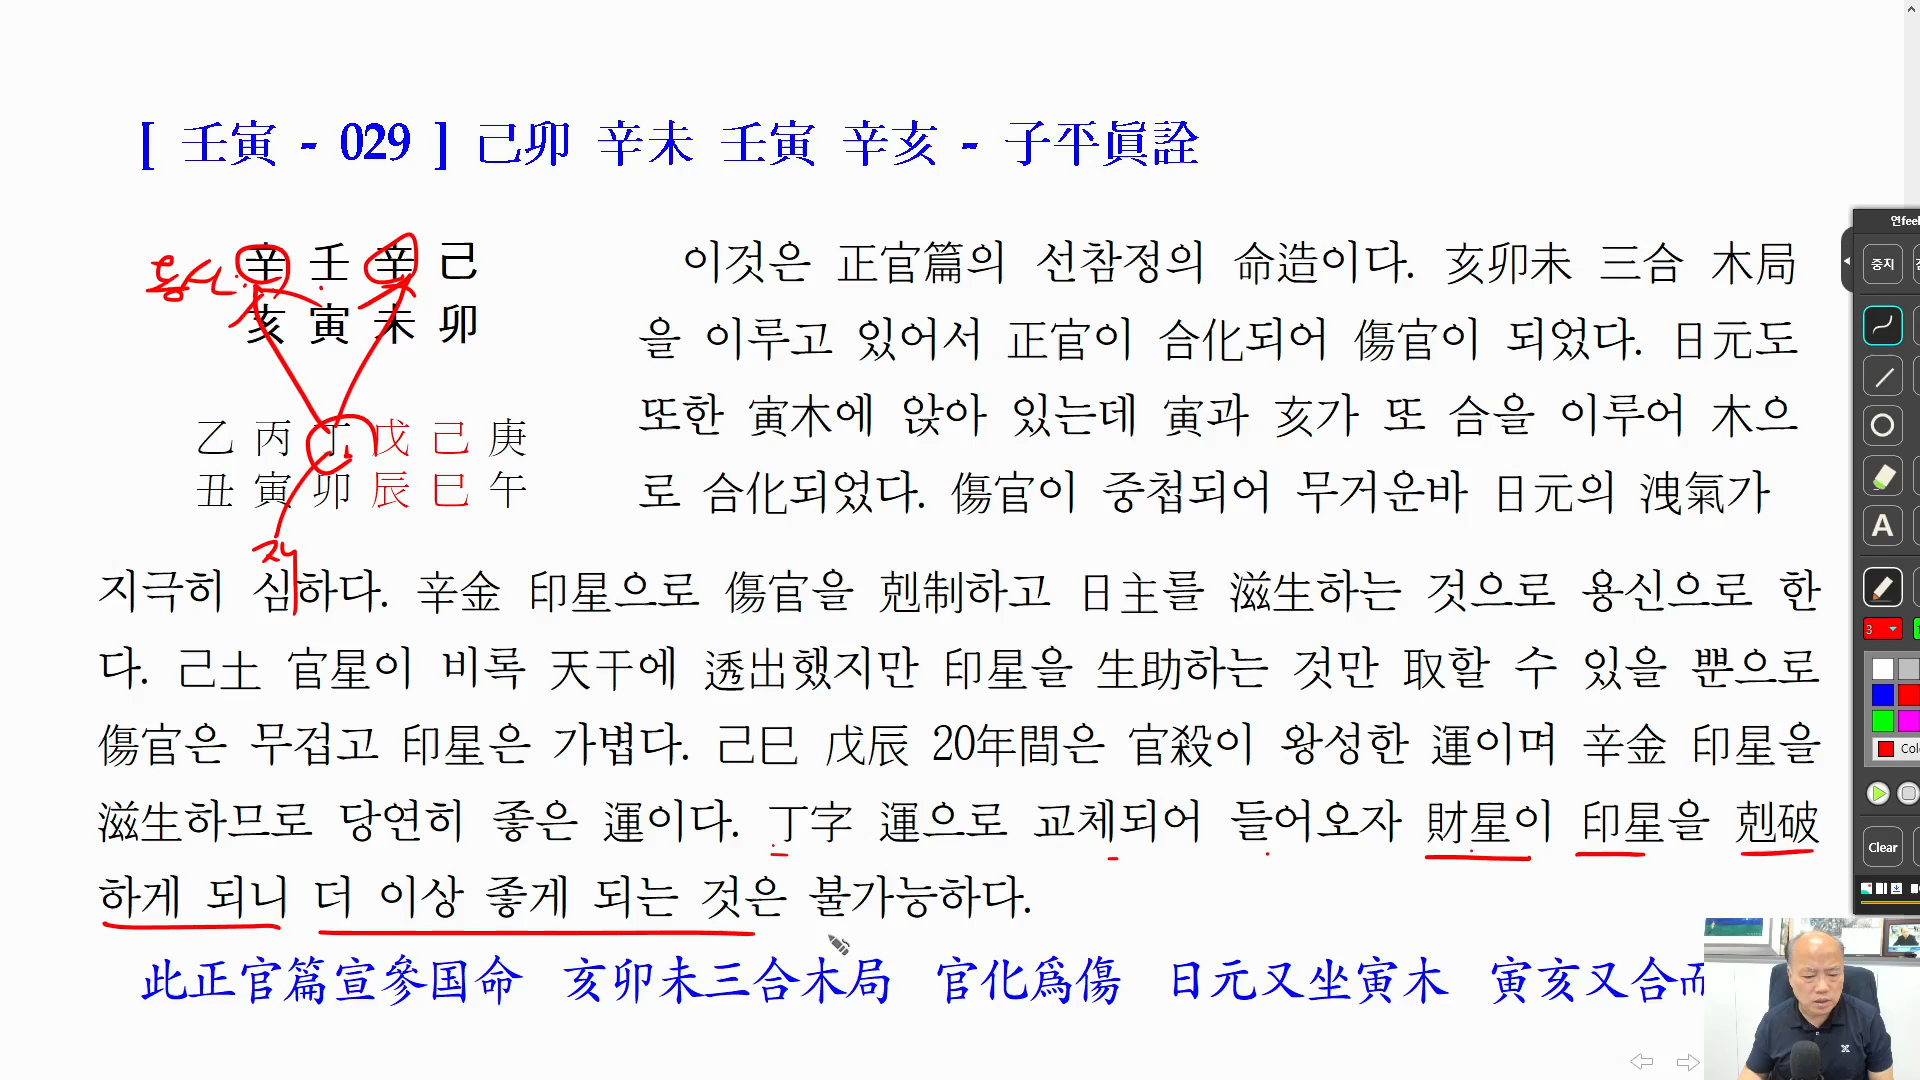 [ 壬寅 - 029 ] 己卯 辛未 壬寅 辛亥 - 子平眞詮
辛 壬 辛 己
亥 寅 未 卯
용신
乙 丙 丁 戊 己 庚
丑 寅 卯 辰 巳 午
재
이것은 正官篇의 선참정의 命造이다. 亥卯未 三合 木局
을 이루고 있어서 正官이 合化되어 傷官이 되었다. 日元도
또한 寅木에 앉아 있는데 寅과 亥가 또 合을 이루어 木으
로 合化되었다. 傷官이 중첩되어 무거운바 日元의 洩氣가
지극히 심하다. 辛金 印星으로 傷官을 剋制하고 日主를 滋生하는 것으로 용신으로 한
다. 己土 官星이 비록 天干에 透出했지만 印星을 生助하는 것만 取할 수 있을 뿐으로
傷官은 무겁고 印星은 가볍다. 己巳 戊辰 20年間은 官殺이 왕성한 運이며 辛金 印星을
滋生하므로 당연히 좋은 運이다. 丁字 運으로 교체되어 들어오자 財星이 印星을 剋破
하게 되니 더 이상 좋게 되는 것은 불가능하다.
此正官篇宣參国命 亥卯未三合木局 官化爲傷 日元又坐寅木 寅亥又合而
연feel
중지
A
3
Clear